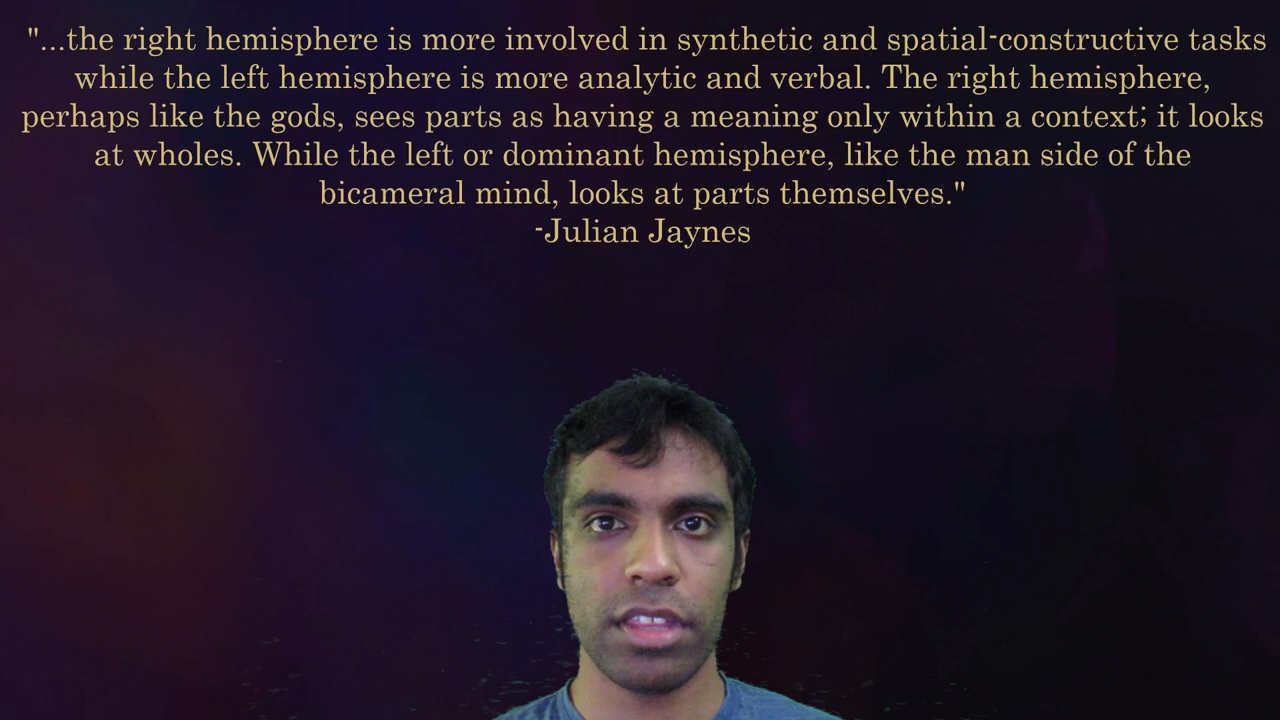 "...the right hemisphere is more involved in synthetic and spatial-constructive tasks
while the left hemisphere is more analytic and verbal. The right hemisphere,
perhaps like the gods, sees parts as having a meaning only within a context; it looks
at wholes. While the left or dominant hemisphere, like the man side of the
bicameral mind, looks at parts themselves."
-Julian Jaynes